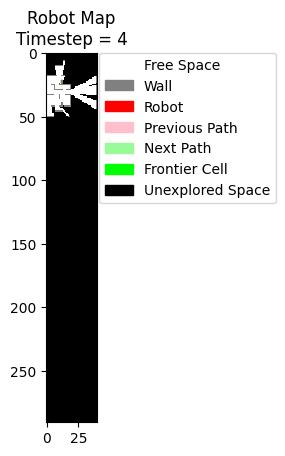 Robot Map
Timestep = 4
Free Space
Wall
Robot
Previous Path
Next Path
Frontier Cell
Unexplored Space
0
50
100
150
200
250
0 25